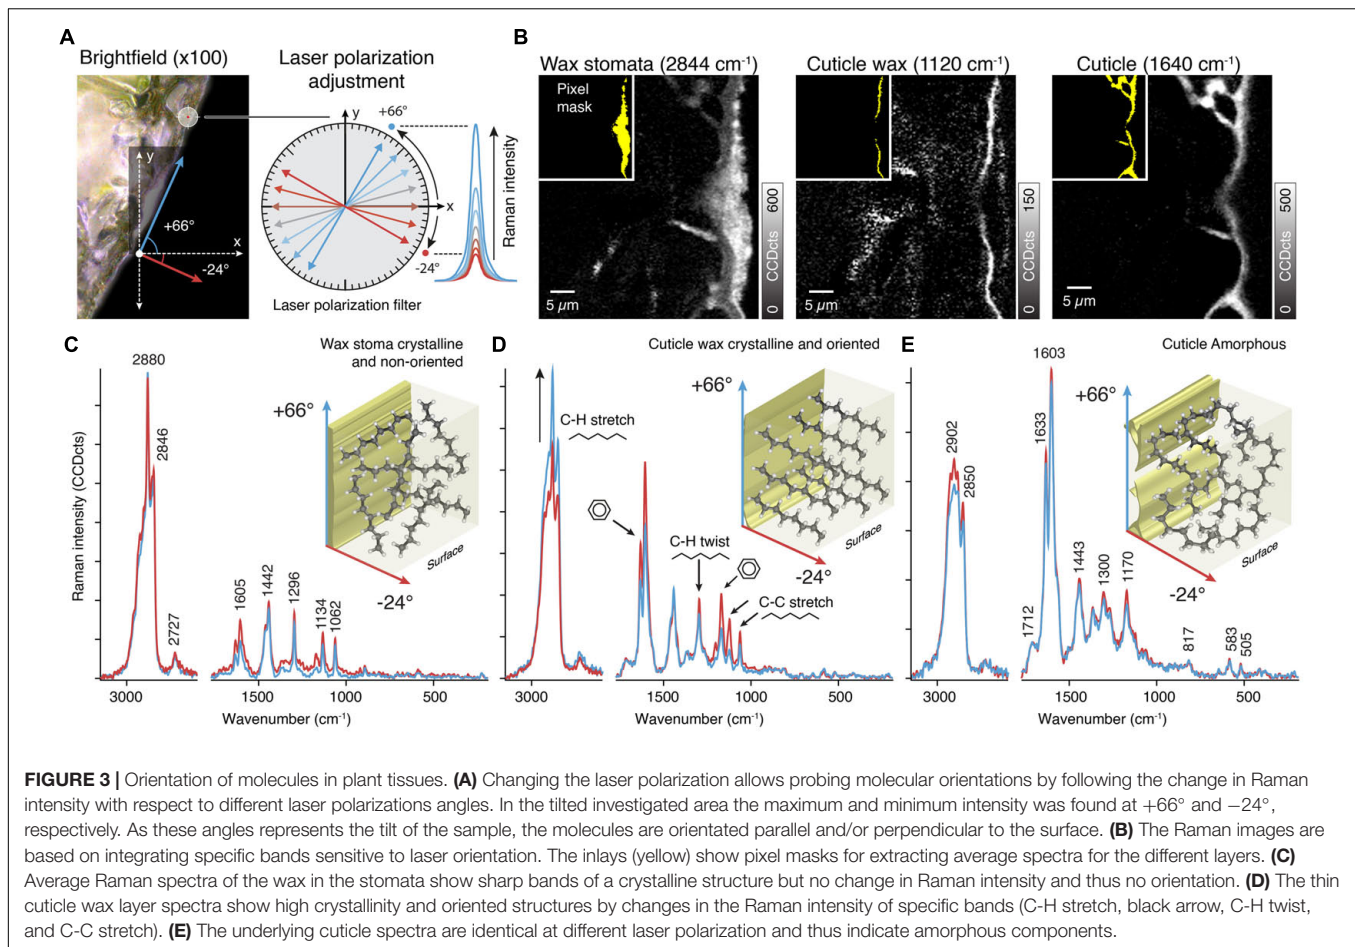 A
Brightfield (x100)
Laser polarization
adjustment
y
+66°
x
+66°
-24°
y
x
-24°
Raman intensity
Laser polarization filter
B
Wax stomata (2844 cm⁻¹)
Pixel
mask
5 µm
0 CCDcts 600
Cuticle wax (1120 cm⁻¹)
5 µm
0 CCDcts 150
Cuticle (1640 cm⁻¹)
5 µm
0 CCDcts 500
C
Wax stoma crystalline
and non-oriented
Raman intensity (CCDcts)
2880
2846
2727
1605
1442
1296
1134
1062
+66°
-24°
Surface
3000 1500 1000 500
Wavenumber (cm⁻¹)
D
Cuticle wax crystalline and oriented
C-H stretch
C-H twist
C-C stretch
+66°
-24°
Surface
3000 1500 1000 500
Wavenumber (cm⁻¹)
E
Cuticle Amorphous
2902
2850
1712
1633
1603
1443
1300
1170
817
583
505
+66°
-24°
Surface
3000 1500 1000 500
Wavenumber (cm⁻¹)
FIGURE 3 | Orientation of molecules in plant tissues. (A) Changing the laser polarization allows probing molecular orientations by following the change in Raman
intensity with respect to different laser polarizations angles. In the tilted investigated area the maximum and minimum intensity was found at +66° and −24°,
respectively. As these angles represents the tilt of the sample, the molecules are orientated parallel and/or perpendicular to the surface. (B) The Raman images are
based on integrating specific bands sensitive to laser orientation. The inlays (yellow) show pixel masks for extracting average spectra for the different layers. (C)
Average Raman spectra of the wax in the stomata show sharp bands of a crystalline structure but no change in Raman intensity and thus no orientation. (D) The thin
cuticle wax layer spectra show high crystallinity and oriented structures by changes in the Raman intensity of specific bands (C-H stretch, black arrow, C-H twist,
and C-C stretch). (E) The underlying cuticle spectra are identical at different laser polarization and thus indicate amorphous components.